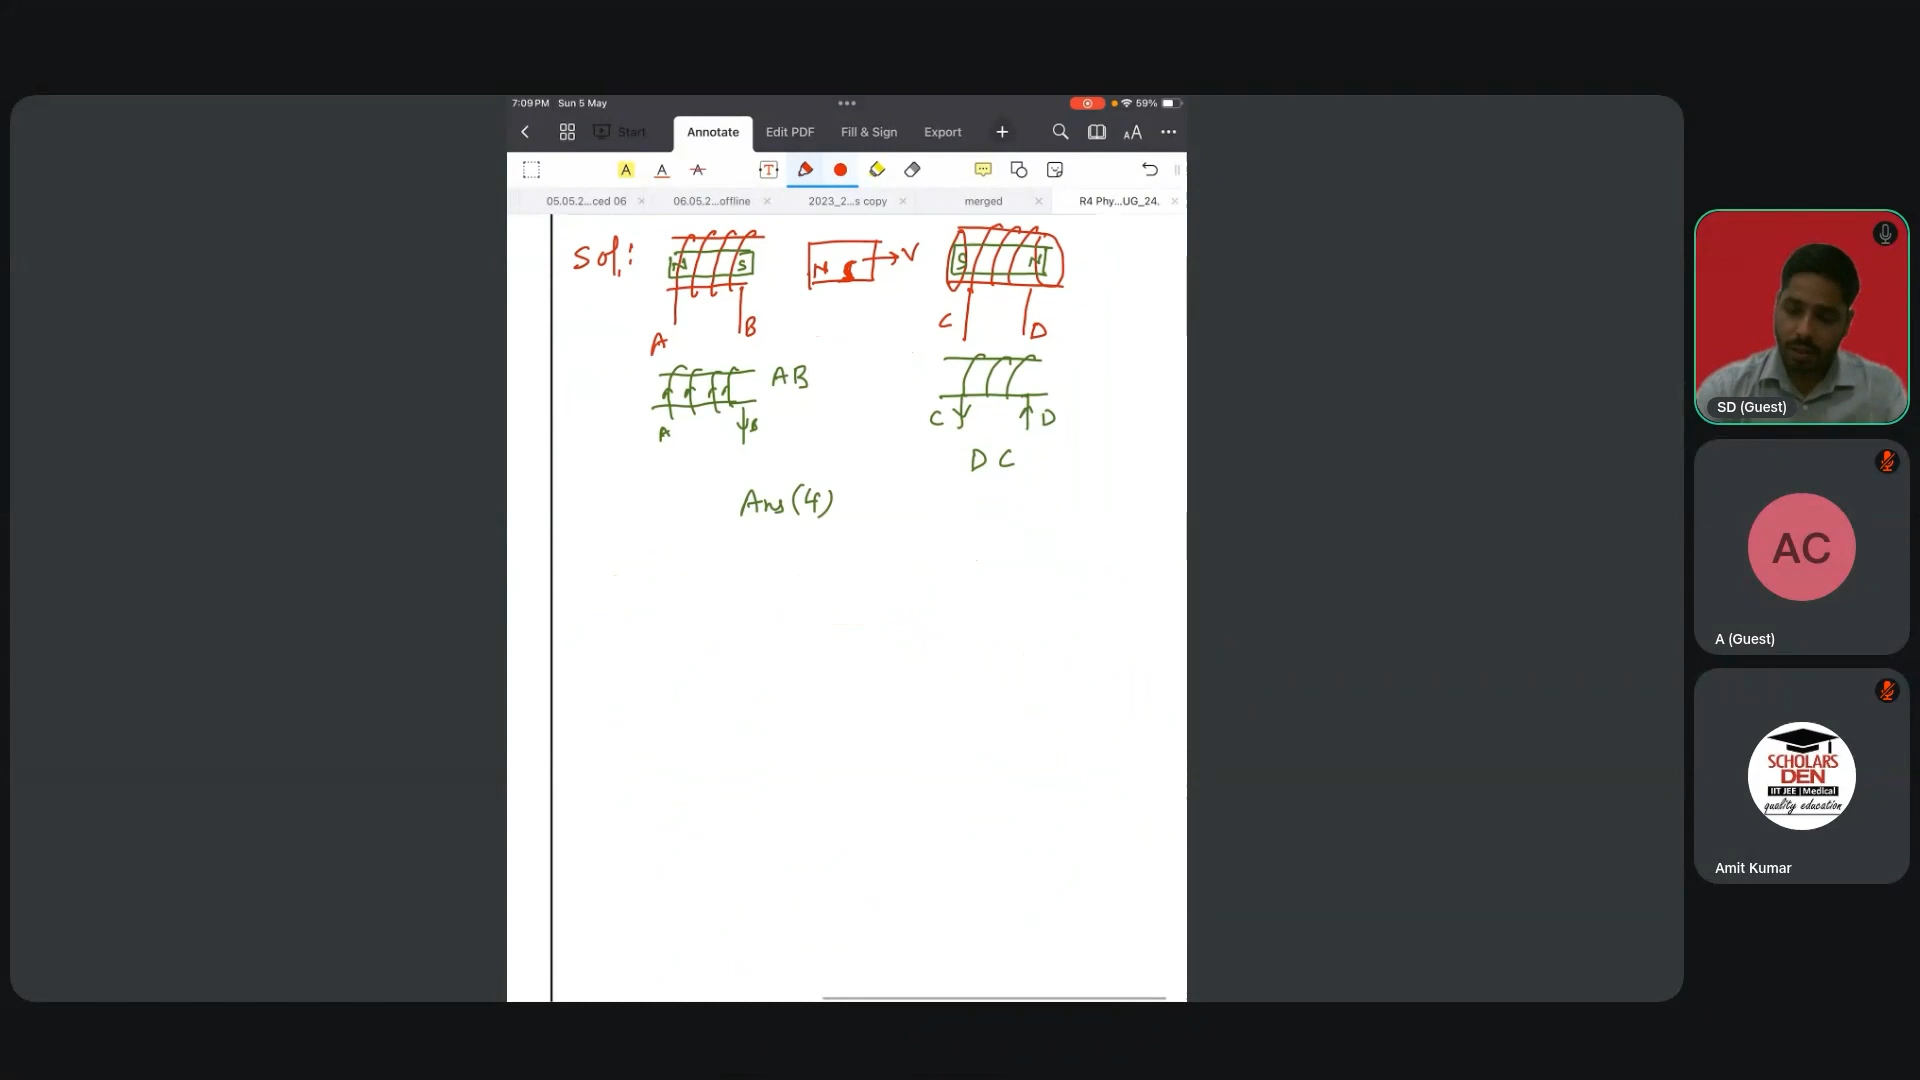 7:09 PM Sun 5 May
59%
Start
Annotate
Edit PDF
Fill & Sign
Export
05.05.2...ced 06
06.05.2...offline
2023_2...s copy
merged
R4 Phy...UG_24.
Sol:
N S
N S → V
S N
A B
C D
A B
A B
C D
D C
Ans (4)
SD (Guest)
AC
A (Guest)
SCHOLARS
DEN
IIT JEE | Medical
quality education
Amit Kumar